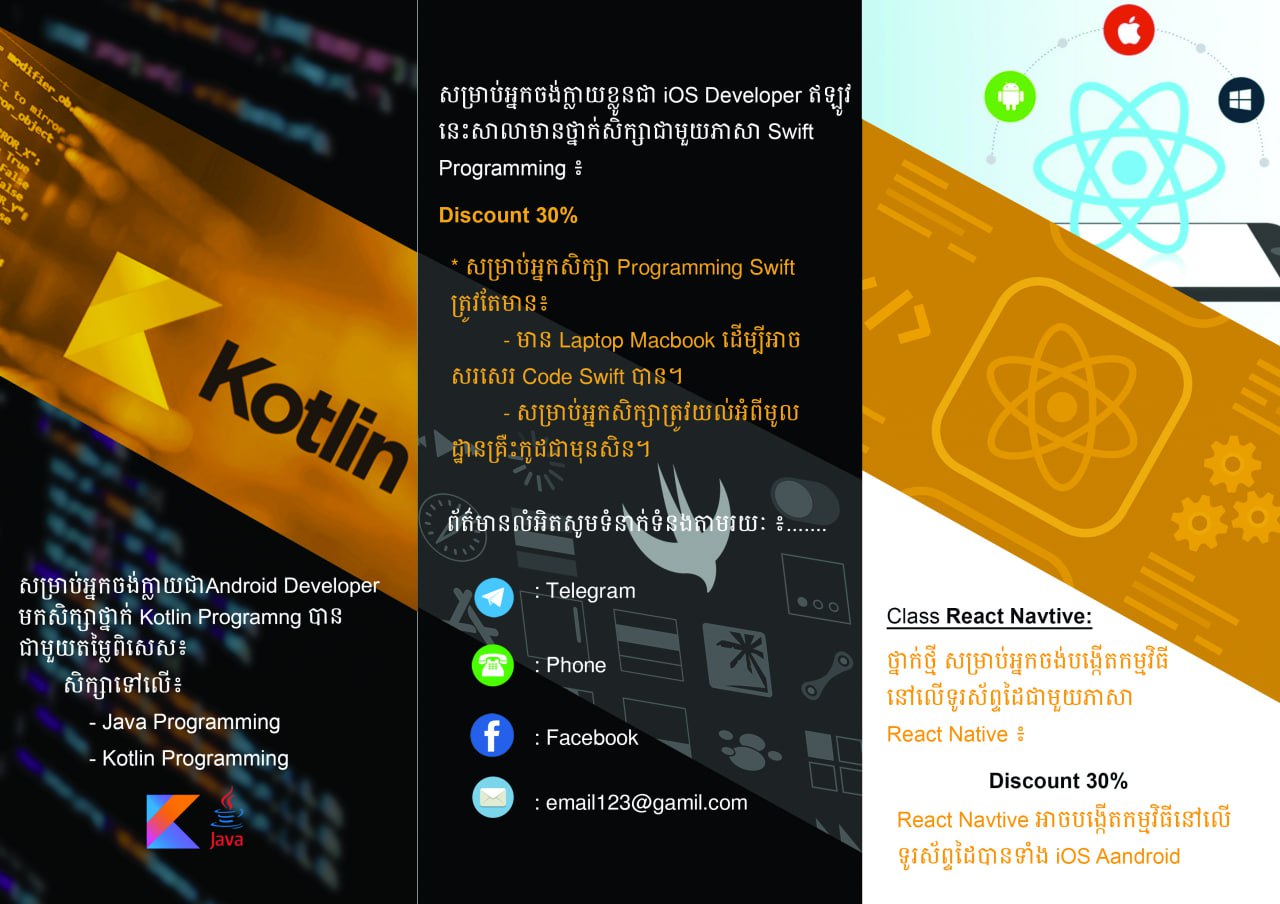 modifier_ob
ct to mirror
ror_object
OR_X":
True
False
False
OR_Y":
se
Kotlin
សម្រាប់អ្នកចង់ក្លាយជាAndroid Developer
មកសិក្សាថ្នាក់ Kotlin Programng បាន
ជាមួយតម្លៃពិសេស៖
សិក្សាទៅលើ៖
- Java Programming
- Kotlin Programming
Java
សម្រាប់អ្នកចង់ក្លាយខ្លួនជា iOS Developer ឥឡូវ
នេះសាលាមានថ្នាក់សិក្សាជាមួយភាសា Swift
Programming ៖
Discount 30%
* សម្រាប់អ្នកសិក្សា Programming Swift
ត្រូវតែមាន៖
- មាន Laptop Macbook ដើម្បីអាច
សរសេរ Code Swift បាន។
- សម្រាប់អ្នកសិក្សាត្រូវយល់អំពីមូល
ដ្ឋានគ្រឹះកូដជាមុនសិន។
ព័ត៌មានលំអិតសូមទំនាក់ទំនងតាមរយៈ ៖.......
: Telegram
: Phone
: Facebook
: email123@gamil.com
Class React Navtive:
ថ្នាក់ថ្មី សម្រាប់អ្នកចង់បង្កើតកម្មវិធី
នៅលើទូរស័ព្ទដៃជាមួយភាសា
React Native ៖
Discount 30%
React Navtive អាចបង្កើតកម្មវិធីនៅលើ
ទូរស័ព្ទដៃបានទាំង iOS Aandroid